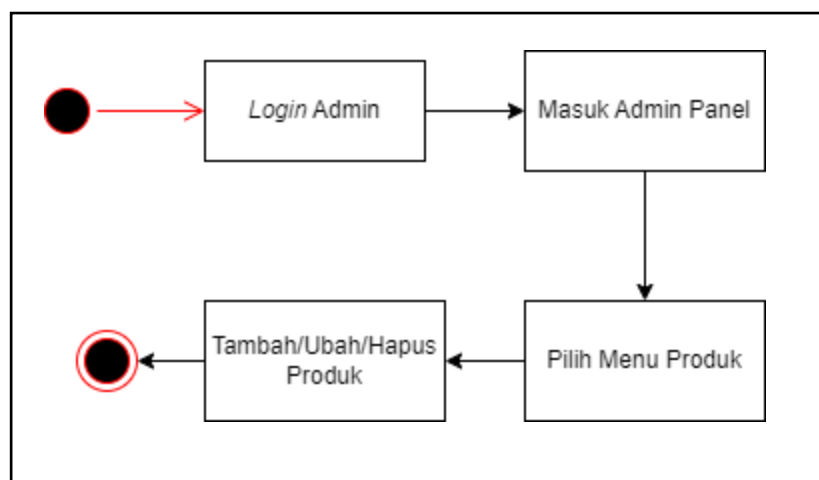 Login Admin
Masuk Admin Panel
Pilih Menu Produk
Tambah/Ubah/Hapus
Produk